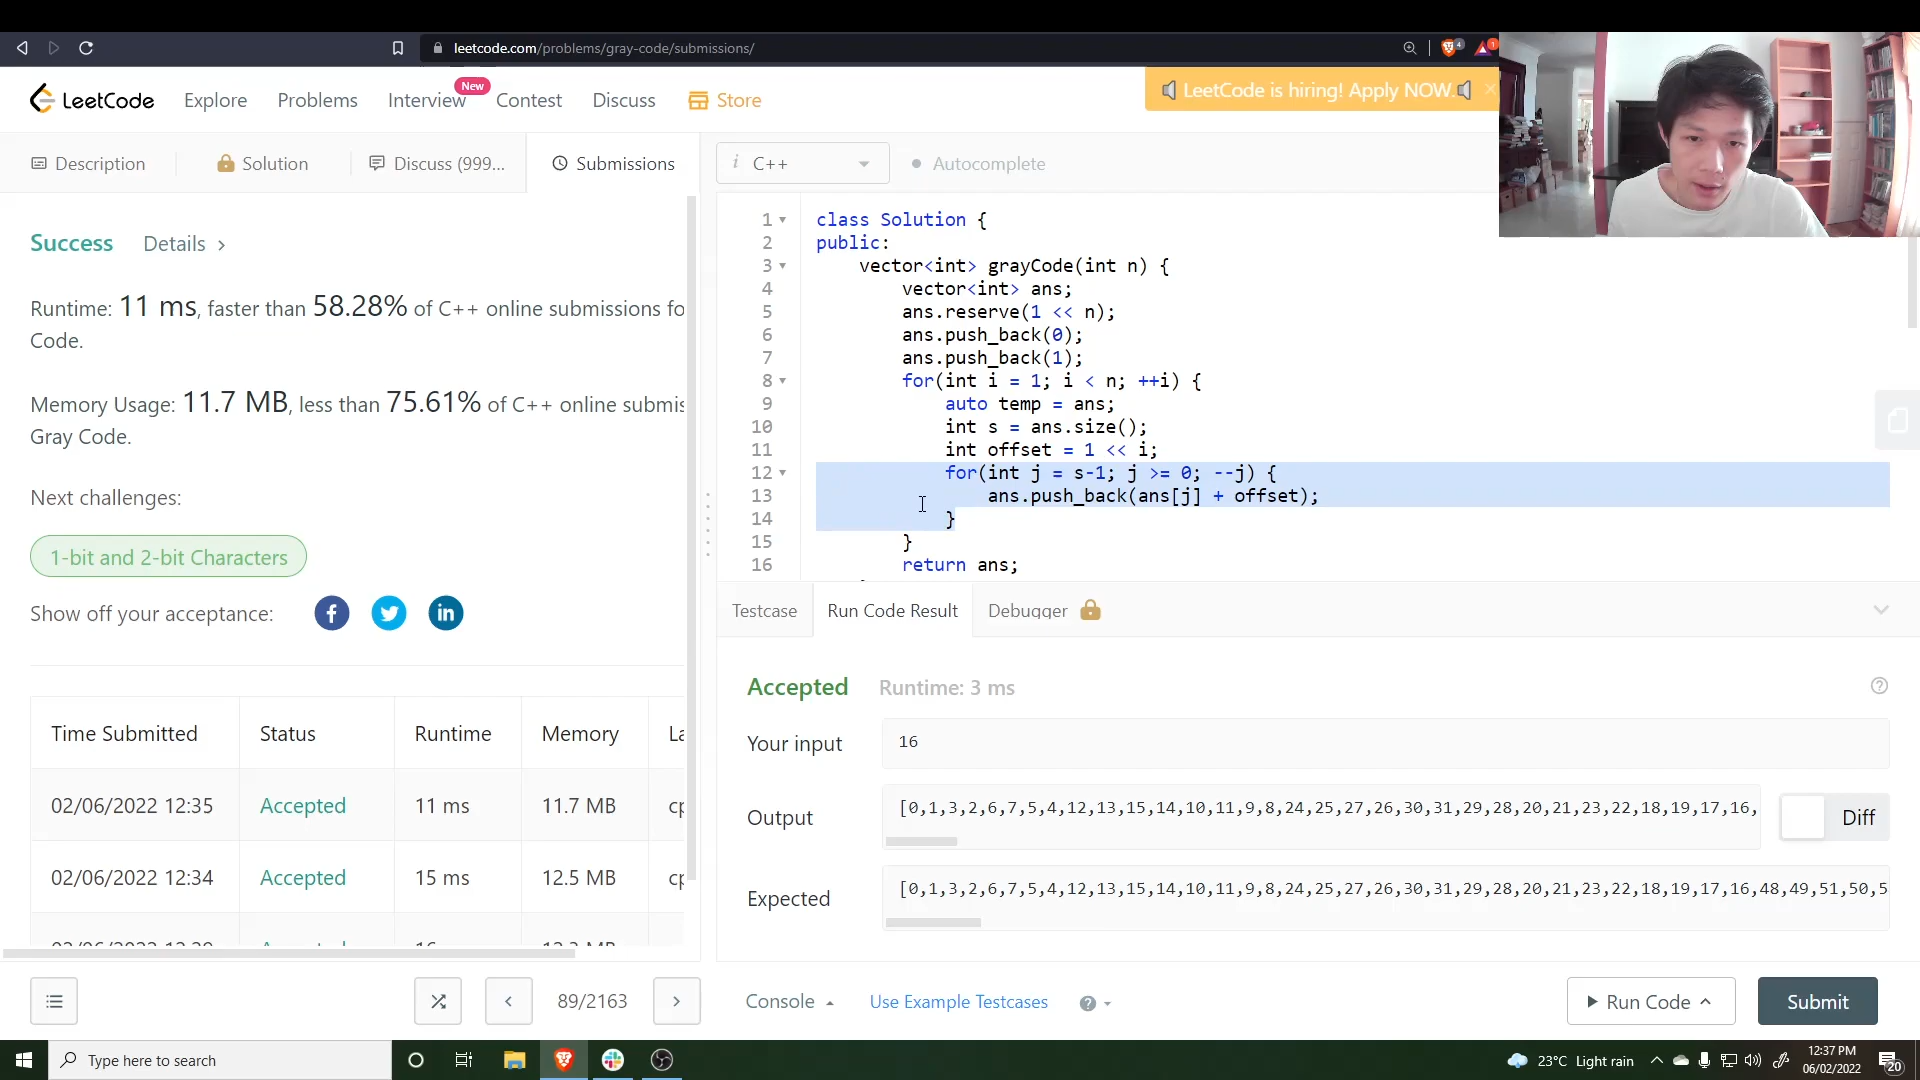 leetcode.com/problems/gray-code/submissions/
4
1
LeetCode
Explore
Problems
Interview
New
Contest
Discuss
Store
LeetCode is hiring! Apply NOW.
Description
Solution
Discuss (999...
Submissions
i C++
Autocomplete
Success
Details
Runtime: 11 ms, faster than 58.28% of C++ online submissions fo
Code.
Memory Usage: 11.7 MB, less than 75.61% of C++ online submis
Gray Code.
Next challenges:
1-bit and 2-bit Characters
Show off your acceptance:
Time Submitted Status Runtime Memory La
02/06/2022 12:35 Accepted 11 ms 11.7 MB cp
02/06/2022 12:34 Accepted 15 ms 12.5 MB cp
89/2163
1 class Solution {
2 public:
3 vector<int> grayCode(int n) {
4 vector<int> ans;
5 ans.reserve(1 << n);
6 ans.push_back(0);
7 ans.push_back(1);
8 for(int i = 1; i < n; ++i) {
9 auto temp = ans;
10 int s = ans.size();
11 int offset = 1 << i;
12 for(int j = s-1; j >= 0; --j) {
13 ans.push_back(ans[j] + offset);
14 }
15 }
16 return ans;
Testcase
Run Code Result
Debugger
Accepted
Runtime: 3 ms
Your input
16
Output
[0,1,3,2,6,7,5,4,12,13,15,14,10,11,9,8,24,25,27,26,30,31,29,28,20,21,23,22,18,19,17,16,
Diff
Expected
[0,1,3,2,6,7,5,4,12,13,15,14,10,11,9,8,24,25,27,26,30,31,29,28,20,21,23,22,18,19,17,16,48,49,51,50,5
Console
Use Example Testcases
Run Code
Submit
Type here to search
23°C Light rain
12:37 PM
06/02/2022
20